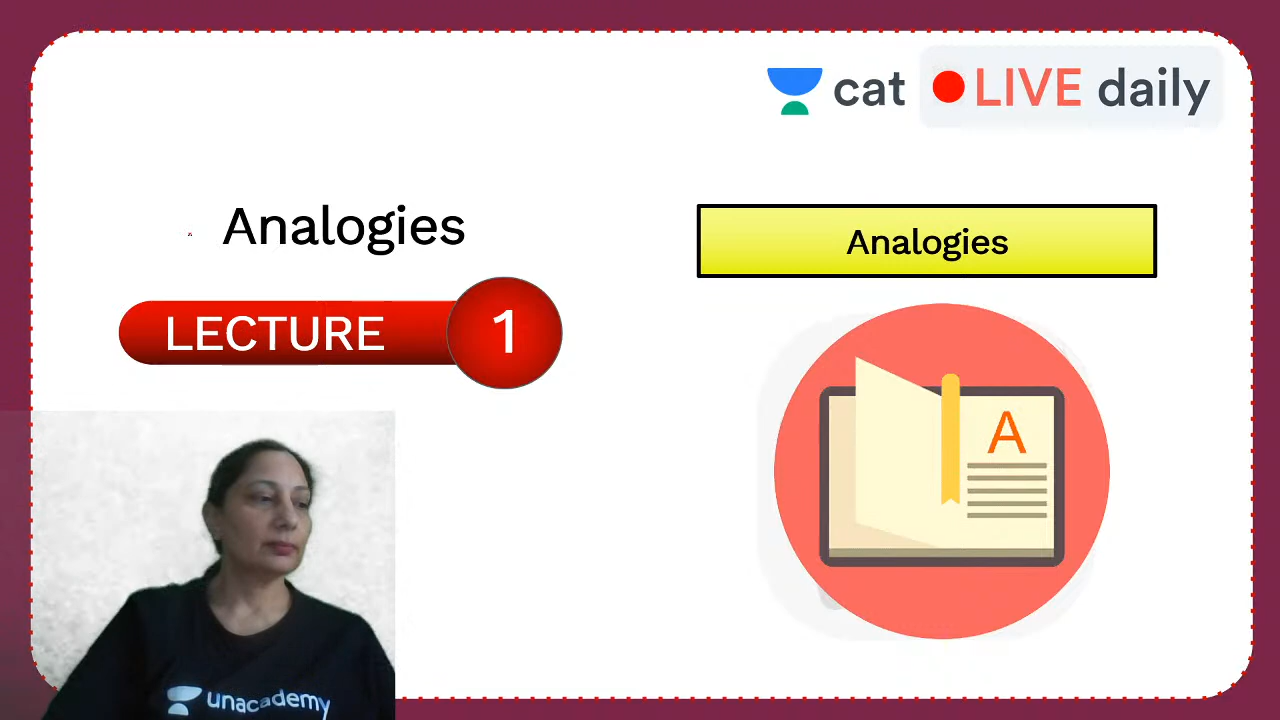 cat LIVE daily
Analogies
LECTURE 1
Analogies
A
unacademy